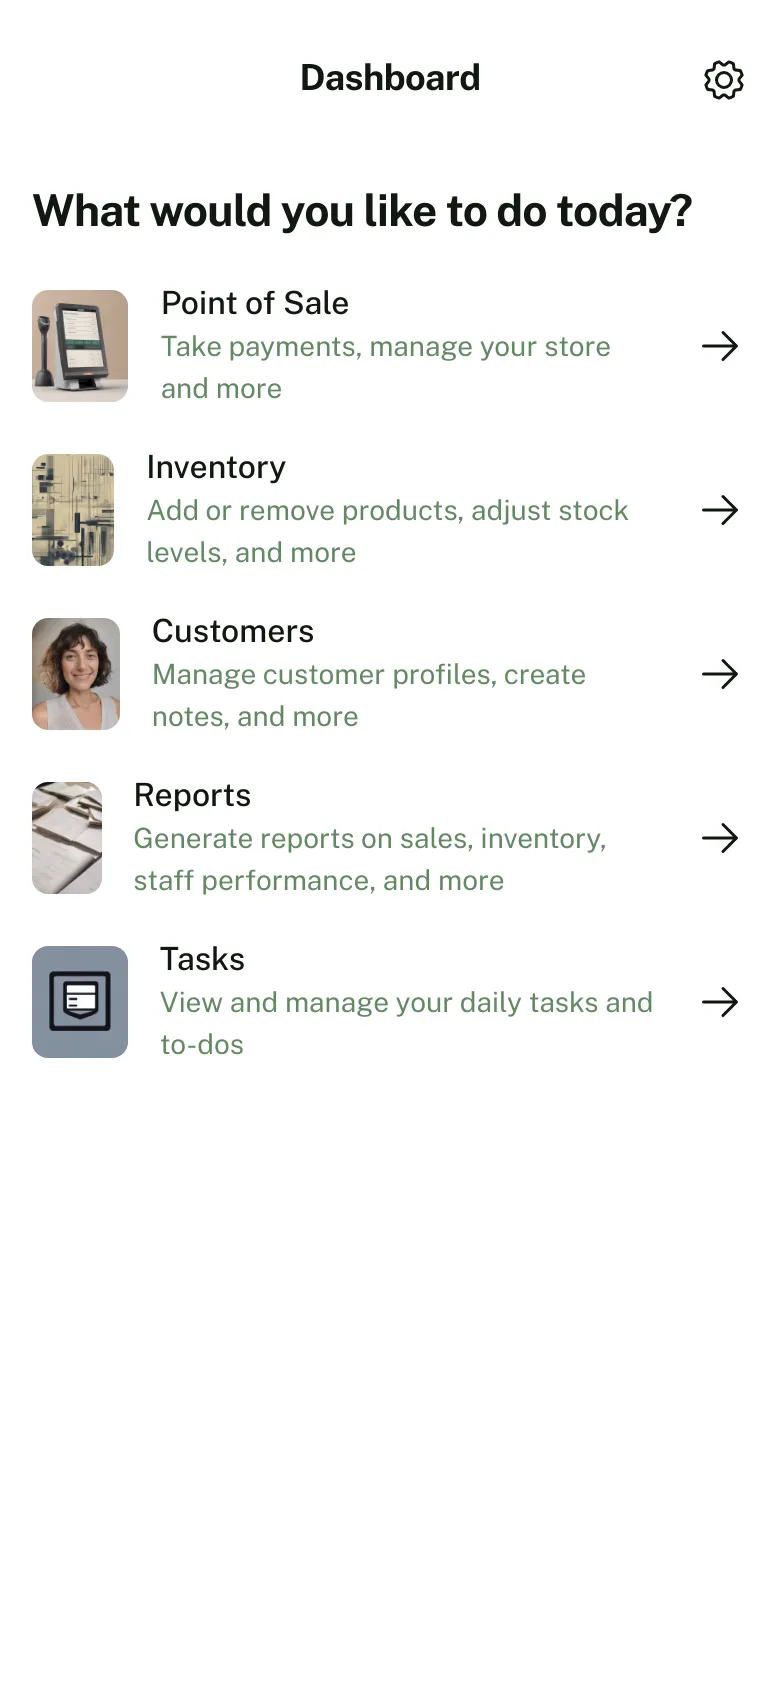 Dashboard
What would you like to do today?
Point of Sale
Take payments, manage your store
and more
Inventory
Add or remove products, adjust stock
levels, and more
Customers
Manage customer profiles, create
notes, and more
Reports
Generate reports on sales, inventory,
staff performance, and more
Tasks
View and manage your daily tasks and
to-dos